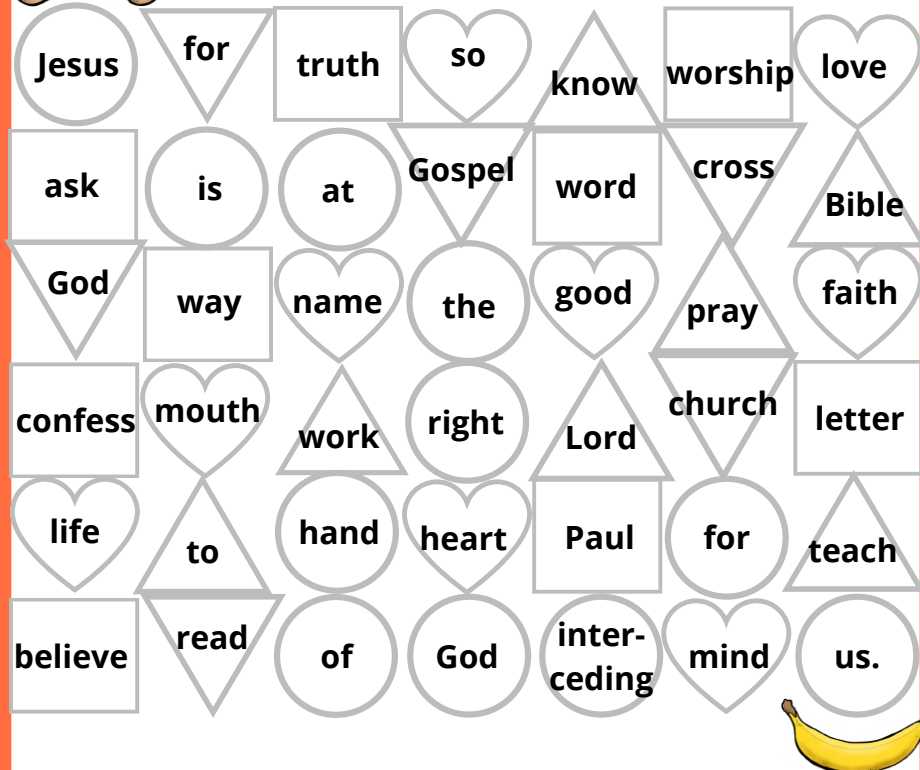 Jesus for truth so know worship love
ask is at Gospel word cross Bible
God way name the good pray faith
confess mouth work right Lord church letter
life to hand heart Paul for teach
believe read of God inter- mind us.
ceding